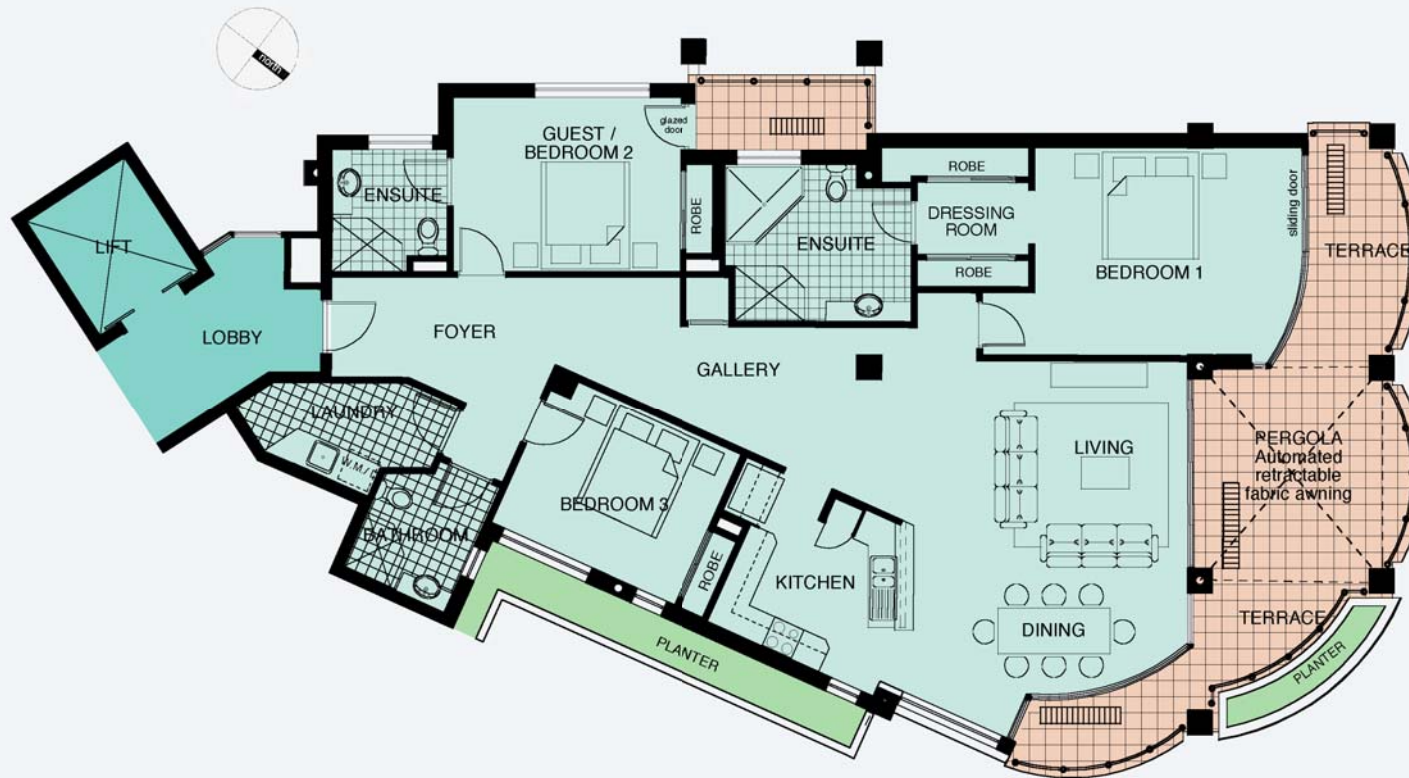 north
glazed
door
GUEST /
BEDROOM 2
ENSUITE
ROBE
ROBE
DRESSING
ROOM
ROBE
ENSUITE
BEDROOM 1
sliding door
TERRACE
LIFT
LOBBY
FOYER
GALLERY
LAUNDRY
BATHROOM
BEDROOM 3
ROBE
KITCHEN
LIVING
DINING
PERGOLA
Automated
retractable
fabric awning
TERRACE
PLANTER
PLANTER